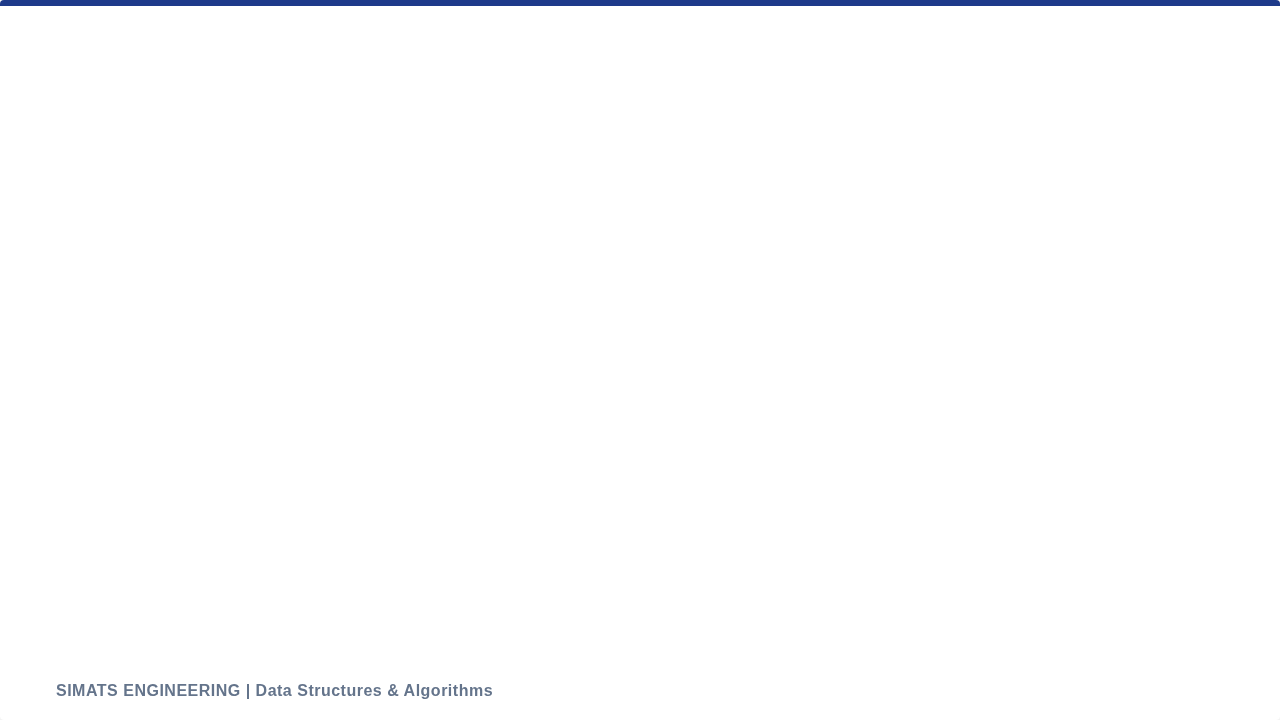 SIMATS ENGINEERING | Data Structures & Algorithms